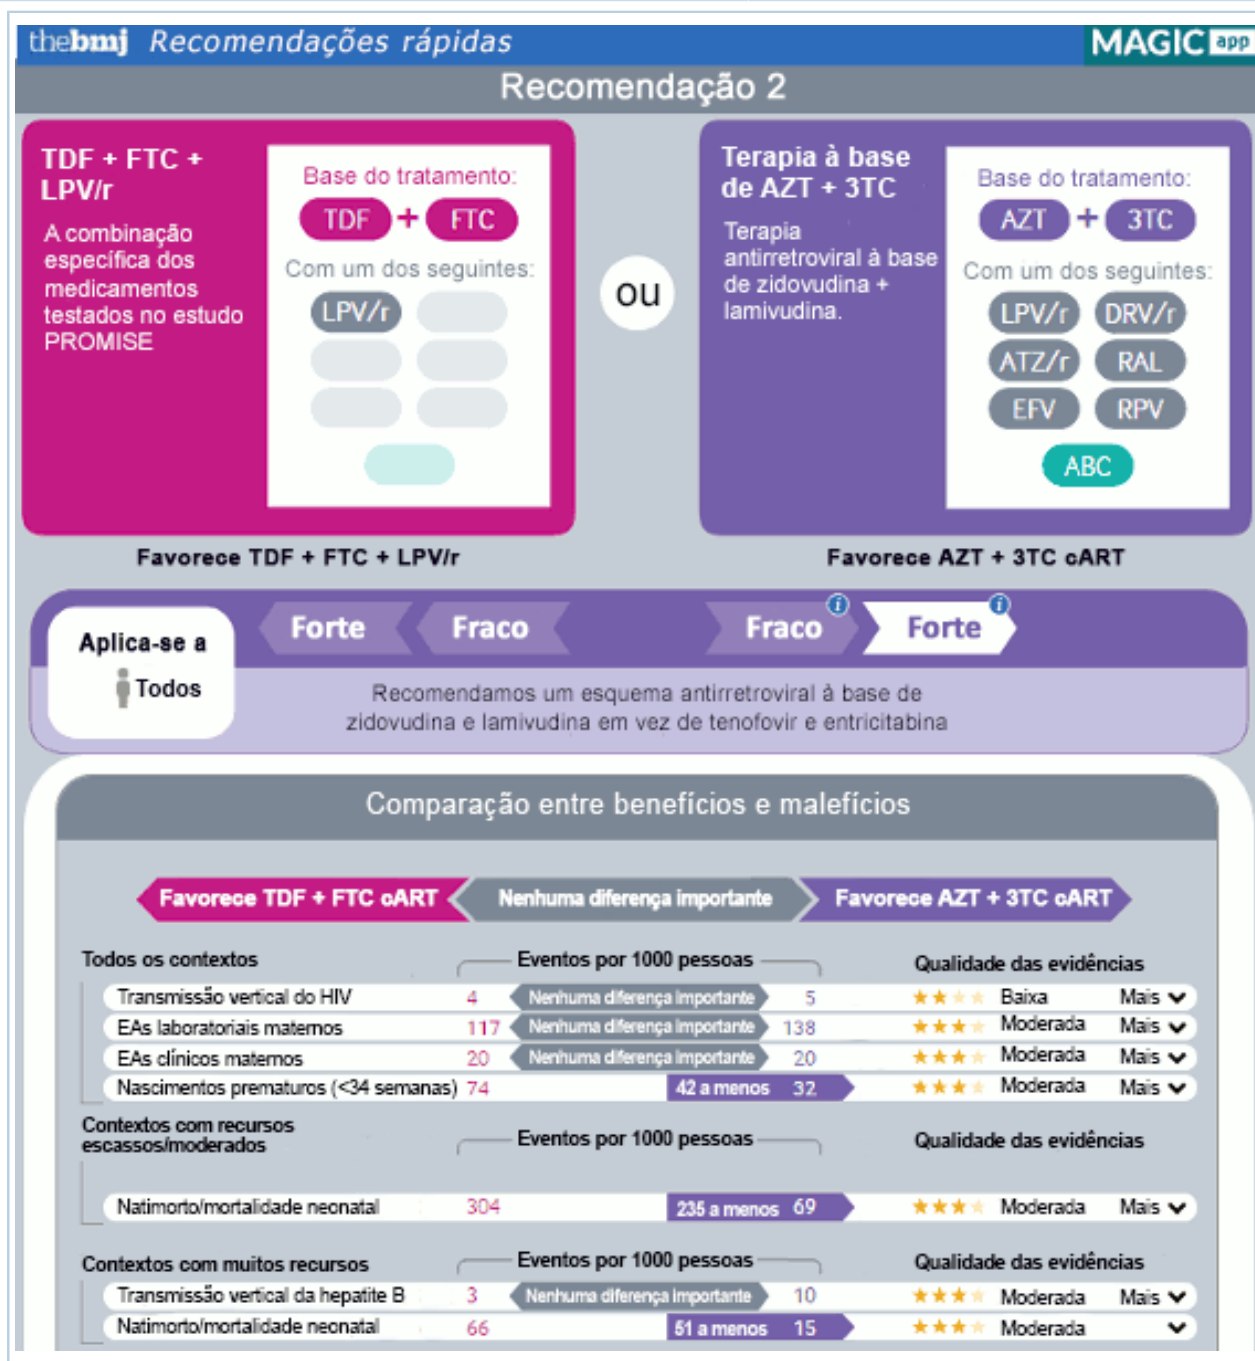 thebmj Recomendações rápidas
MAGIC app
Recomendação 2
TDF + FTC +
LPV/r
A combinação
específica dos
medicamentos
testados no estudo
PROMISE
Base do tratamento:
TDF + FTC
Com um dos seguintes:
LPV/r
ou
Terapia à base
de AZT + 3TC
Terapia
antirretroviral à base
de zidovudina +
lamivudina.
Base do tratamento:
AZT + 3TC
Com um dos seguintes:
LPV/r DRV/r
ATZ/r RAL
EFV RPV
ABC
Favorece TDF + FTC + LPV/r
Favorece AZT + 3TC cART
Aplica-se a
Todos
Forte Fraco Fraco i Forte i
Recomendamos um esquema antirretroviral à base de
zidovudina e lamivudina em vez de tenofovir e entricitabina
Comparação entre benefícios e malefícios
Favorece TDF + FTC cART Nenhuma diferença importante Favorece AZT + 3TC cART
Todos os contextos Eventos por 1000 pessoas Qualidade das evidências
Transmissão vertical do HIV 4 Nenhuma diferença importante 5 Baixa Mais
EAs laboratoriais maternos 117 Nenhuma diferença importante 138 Moderada Mais
EAs clínicos maternos 20 Nenhuma diferença importante 20 Moderada Mais
Nascimentos prematuros (<34 semanas) 74 42 a menos 32 Moderada Mais
Contextos com recursos
escassos/moderados Eventos por 1000 pessoas Qualidade das evidências
Natimorto/mortalidade neonatal 304 235 a menos 69 Moderada Mais
Contextos com muitos recursos Eventos por 1000 pessoas Qualidade das evidências
Transmissão vertical da hepatite B 3 Nenhuma diferença importante 10 Moderada Mais
Natimorto/mortalidade neonatal 66 51 a menos 15 Moderada